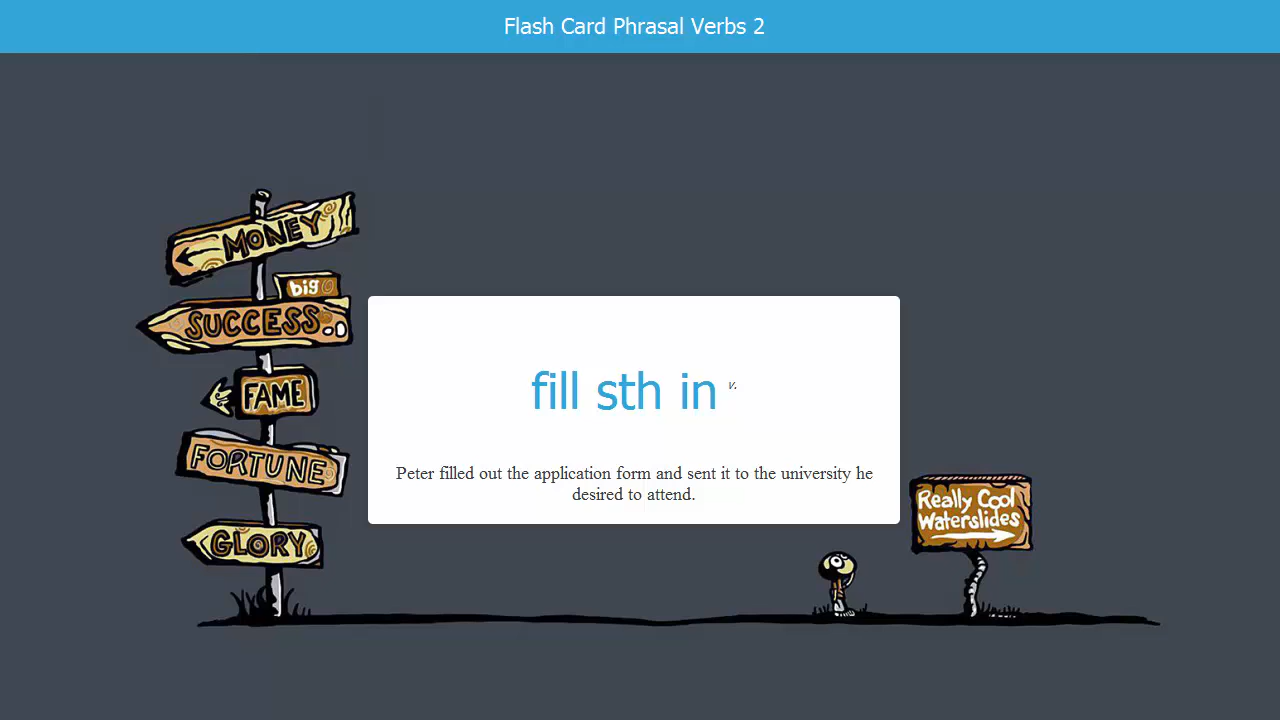 Flash Card Phrasal Verbs 2
MONEY
big
SUCCESS
FAME
FORTUNE
GLORY
fill sth in v.
Peter filled out the application form and sent it to the university he
desired to attend.
Really Cool
Waterslides